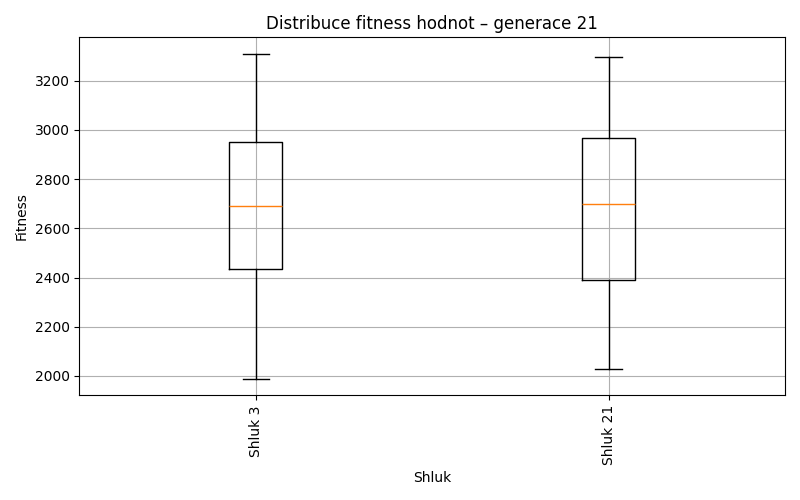 Distribuce fitness hodnot – generace 21
3200
3000
2800
2600
2400
2200
2000
Fitness
Shluk 3
Shluk 21
Shluk